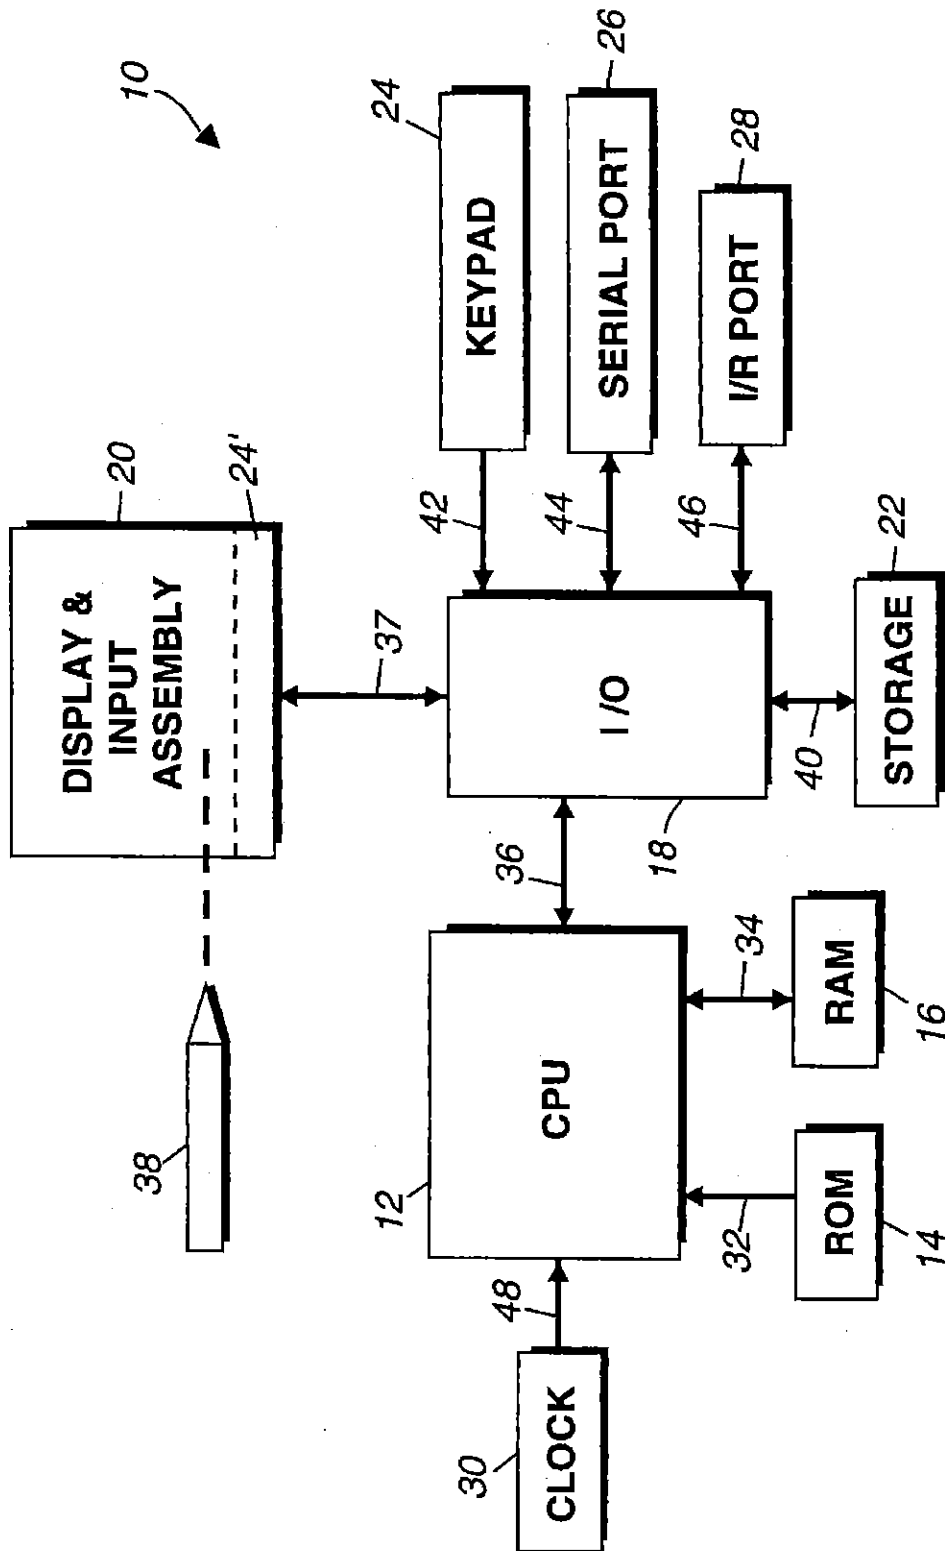 10
38
DISPLAY &
INPUT
ASSEMBLY
20
24'
37
30
CLOCK
48
12
CPU
36
I/O
18
42
KEYPAD
24
44
SERIAL PORT
26
46
I/R PORT
28
32
ROM
14
34
RAM
16
40
STORAGE
22